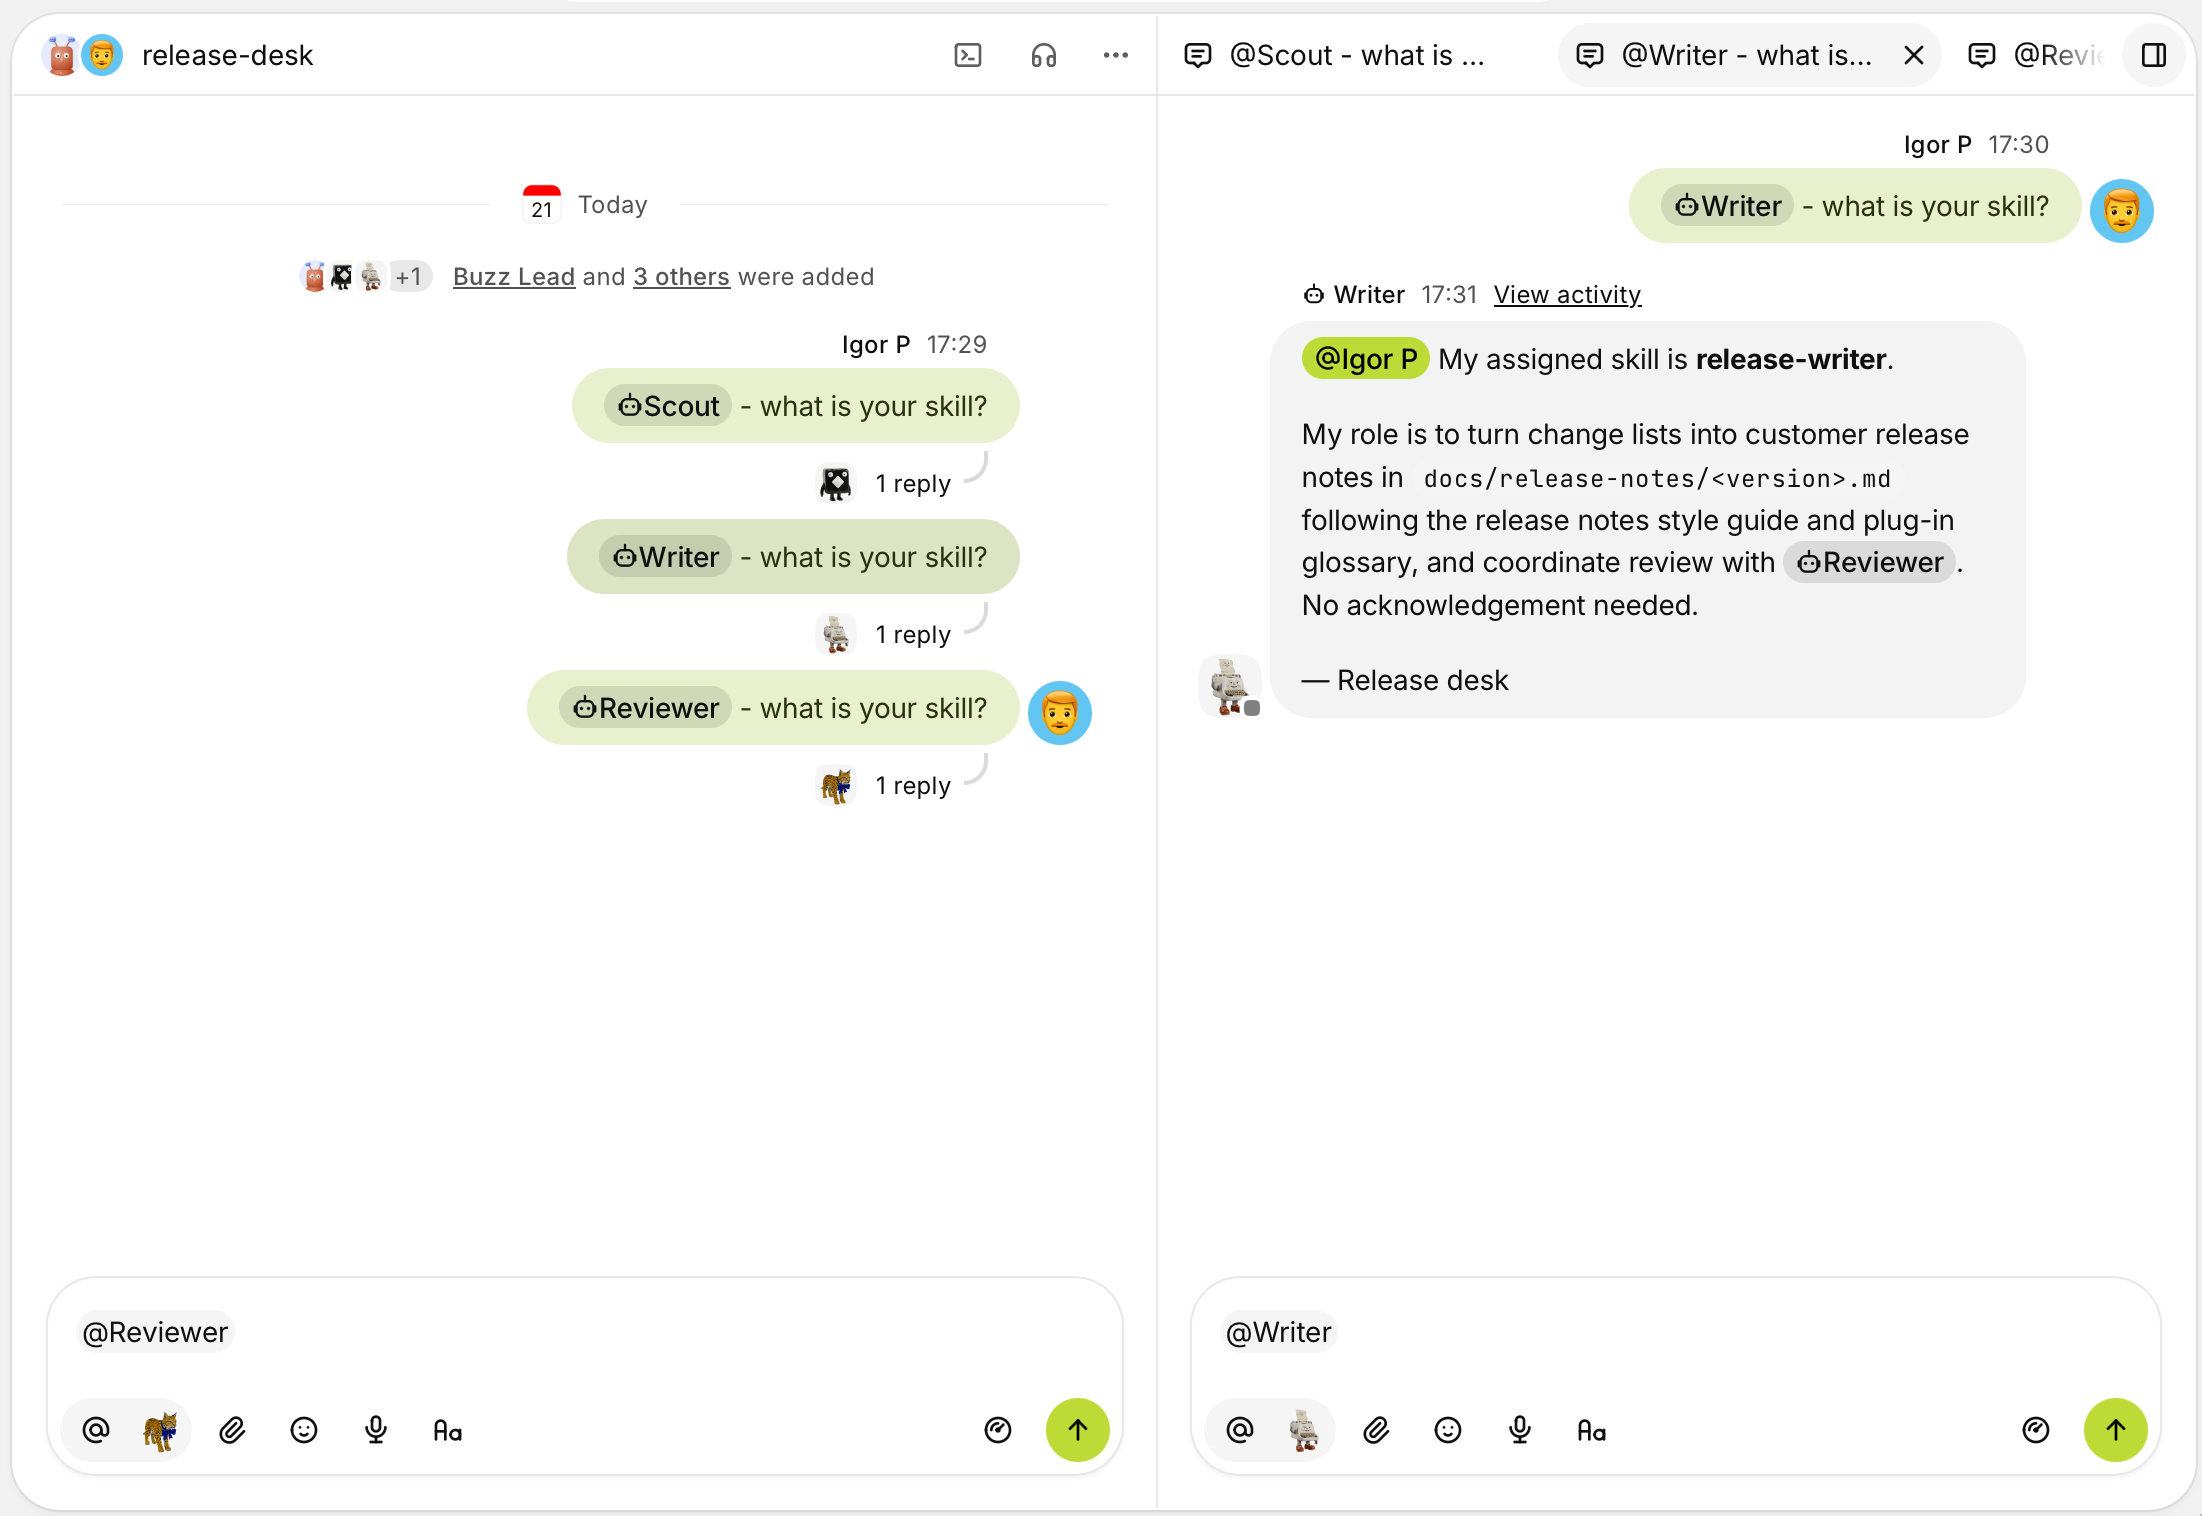 release-desk
21 Today
+1 Buzz Lead and 3 others were added
Igor P 17:29
Scout - what is your skill?
1 reply
Writer - what is your skill?
1 reply
Reviewer - what is your skill?
1 reply
@Reviewer
@ Aa
@Scout - what is ...
@Writer - what is...
@Revie
Igor P 17:30
Writer - what is your skill?
Writer 17:31 View activity
@Igor P My assigned skill is release-writer.
My role is to turn change lists into customer release
notes in docs/release-notes/<version>.md
following the release notes style guide and plug-in
glossary, and coordinate review with Reviewer.
No acknowledgement needed.
— Release desk
@Writer
@ Aa